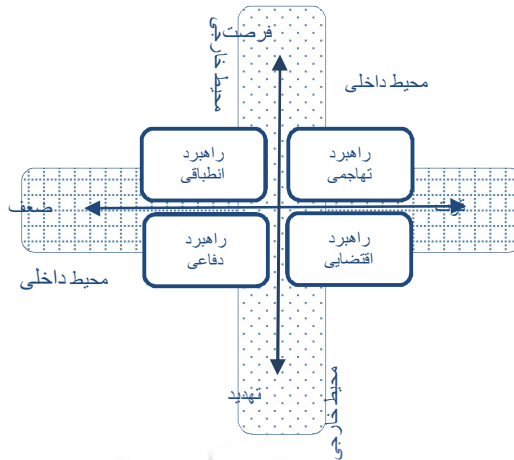 فرصت
محیط خارجی
محیط داخلی
راهبرد
تهاجمی
راهبرد
انطباقی
قوت
ضعف
راهبرد
اقتضایی
راهبرد
دفاعی
محیط داخلی
تهدید
محیط خارجی